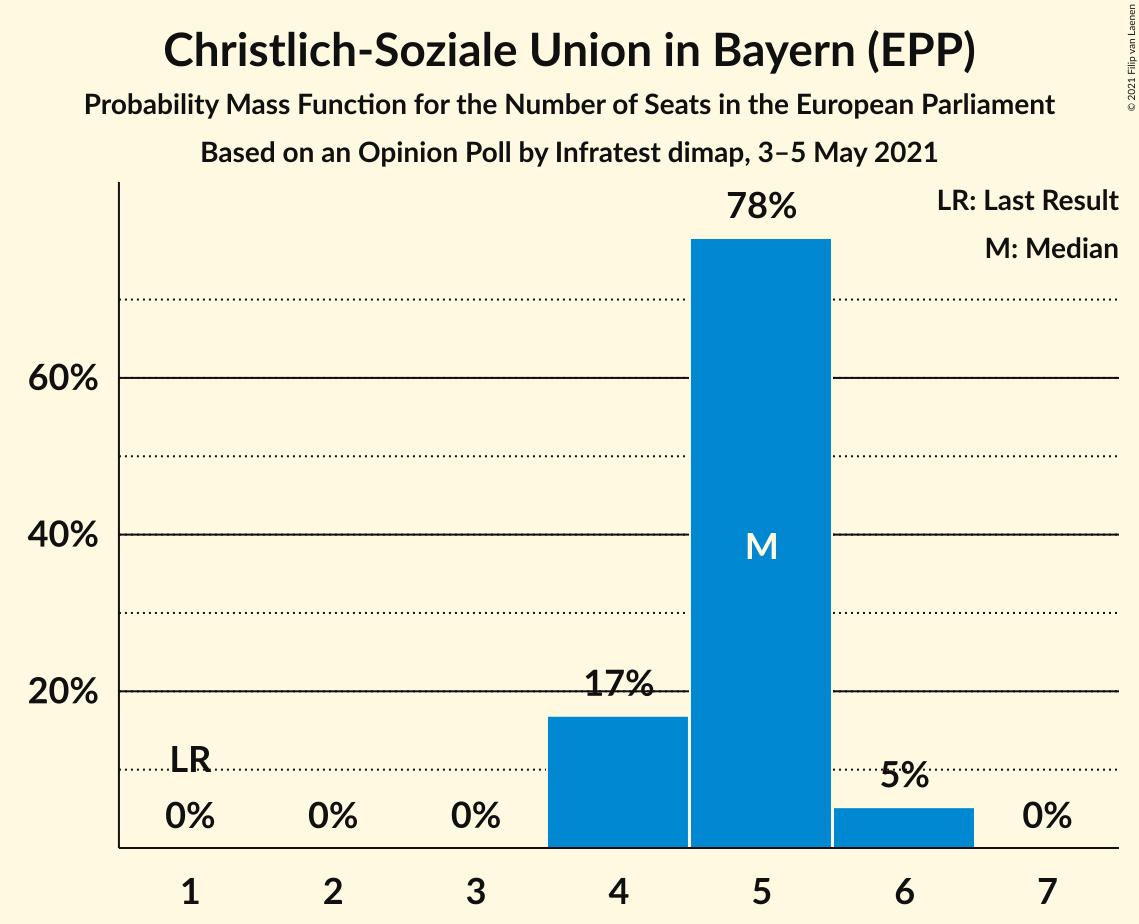 Christlich-Soziale Union in Bayern (EPP)
Probability Mass Function for the Number of Seats in the European Parliament
Based on an Opinion Poll by Infratest dimap, 3–5 May 2021
© 2021 Filip van Laenen
LR: Last Result
M: Median
78%
60%
40%
M
20%
17%
LR
5%
0%
0%
0%
0%
1
2
3
4
5
6
7